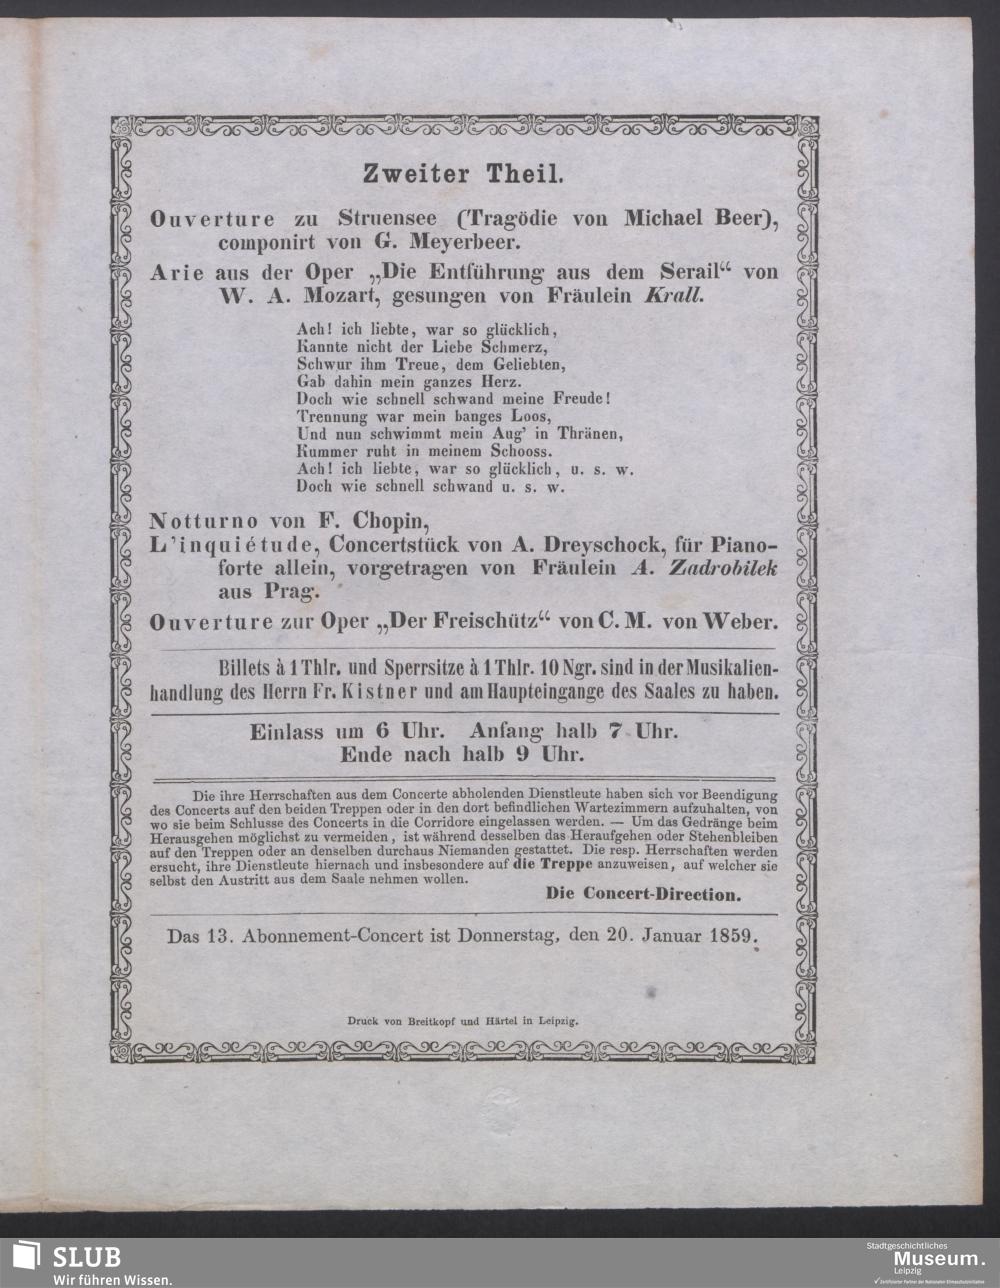 Zweiter Theil.
Ouverture zu Struensee (Tragödie von Michael Beer),
componirt von G. Meyerbeer.
Arie aus der Oper „Die Entführung aus dem Serail“ von
W. A. Mozart, gesungen von Fräulein Krall.
Ach! ich liebte, war so glücklich,
Kannte nicht der Liebe Schmerz,
Schwur ihm Treue, dem Geliebten,
Gab dahin mein ganzes Herz.
Doch wie schnell schwand meine Freude!
Trennung war mein banges Loos,
Und nun schwimmt mein Aug' in Thränen,
Kummer ruht in meinem Schooss.
Ach! ich liebte, war so glücklich, u. s. w.
Doch wie schnell schwand u. s. w.
Notturno von F. Chopin,
L'inquiétude, Concertstück von A. Dreyschock, für Piano-
forte allein, vorgetragen von Fräulein A. Zadrobilek
aus Prag.
Ouverture zur Oper „Der Freischütz“ von C. M. von Weber.
Billets à 1 Thlr. und Sperrsitze à 1 Thlr. 10 Ngr. sind in der Musikalien-
handlung des Herrn Fr. Kistner und am Haupteingange des Saales zu haben.
Einlass um 6 Uhr. Anfang halb 7 Uhr.
Ende nach halb 9 Uhr.
Die ihre Herrschaften aus dem Concerte abholenden Dienstleute haben sich vor Beendigung
des Concerts auf den beiden Treppen oder in den dort befindlichen Wartezimmern aufzuhalten, von
wo sie beim Schlusse des Concerts in die Corridore eingelassen werden. — Um das Gedränge beim
Herausgehen möglichst zu vermeiden, ist während desselben das Heraufgehen oder Stehenbleiben
auf den Treppen oder an denselben durchaus Niemanden gestattet. Die resp. Herrschaften werden
ersucht, ihre Dienstleute hiernach und insbesondere auf die Treppe anzuweisen, auf welcher sie
selbst den Austritt aus dem Saale nehmen wollen.
Die Concert-Direction.
Das 13. Abonnement-Concert ist Donnerstag, den 20. Januar 1859.
Druck von Breitkopf und Härtel in Leipzig.
SLUB
Wir führen Wissen.
Stadtgeschichtliches
Museum.
Leipzig
Zertifizierter Partner der Nationalen Klimaschutzinitiative